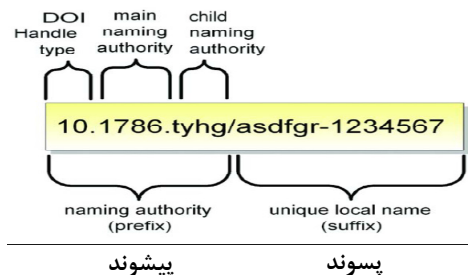 DOI
Handle
type
main
naming
authority
child
naming
authority
10.1786.tyhg/asdfgr-1234567
naming authority
(prefix)
unique local name
(suffix)
پیشوند
پسوند